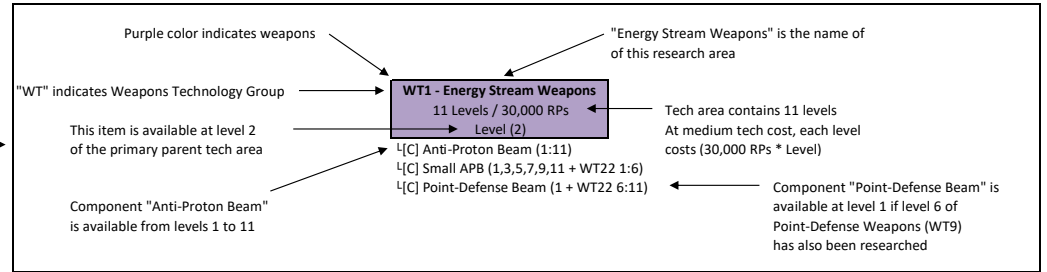 Purple color indicates weapons
"Energy Stream Weapons" is the name of
of this research area
"WT" indicates Weapons Technology Group
WT1 - Energy Stream Weapons
11 Levels / 30,000 RPs
Level (2)
Tech area contains 11 levels
At medium tech cost, each level
costs (30,000 RPs * Level)
This item is available at level 2
of the primary parent tech area
└[C] Anti-Proton Beam (1:11)
└[C] Small APB (1,3,5,7,9,11 + WT22 1:6)
└[C] Point-Defense Beam (1 + WT22 6:11)
Component "Anti-Proton Beam"
is available from levels 1 to 11
Component "Point-Defense Beam" is
available at level 1 if level 6 of
Point-Defense Weapons (WT9)
has also been researched